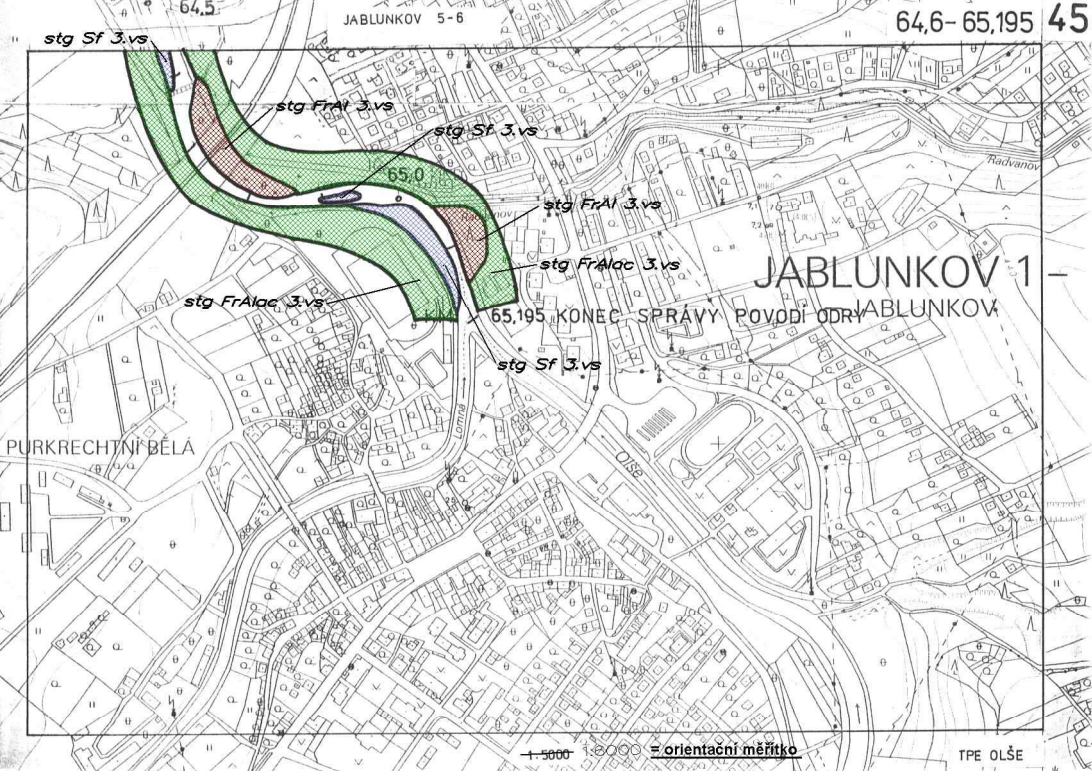 64,5
JABLUNKOV 5-6
64,6-65,195 45
stg Sf 3.vs
stg FrAl 3.vs
stg Sf 3.vs
65,0
Radvanov
stg FrAl 3.vs
stg FrAlac 3.vs
JABLUNKOV 1 -
stg FrAlac 3.vs
JABLUNKOV
65,195 KONEC SPRÁVY POVODÍ ODRY
stg Sf 3.vs
Lomná
PURKRECHTNÍ BĚLÁ
Olše
1:5000 1:6000 = orientační měřítko
TPE OLŠE